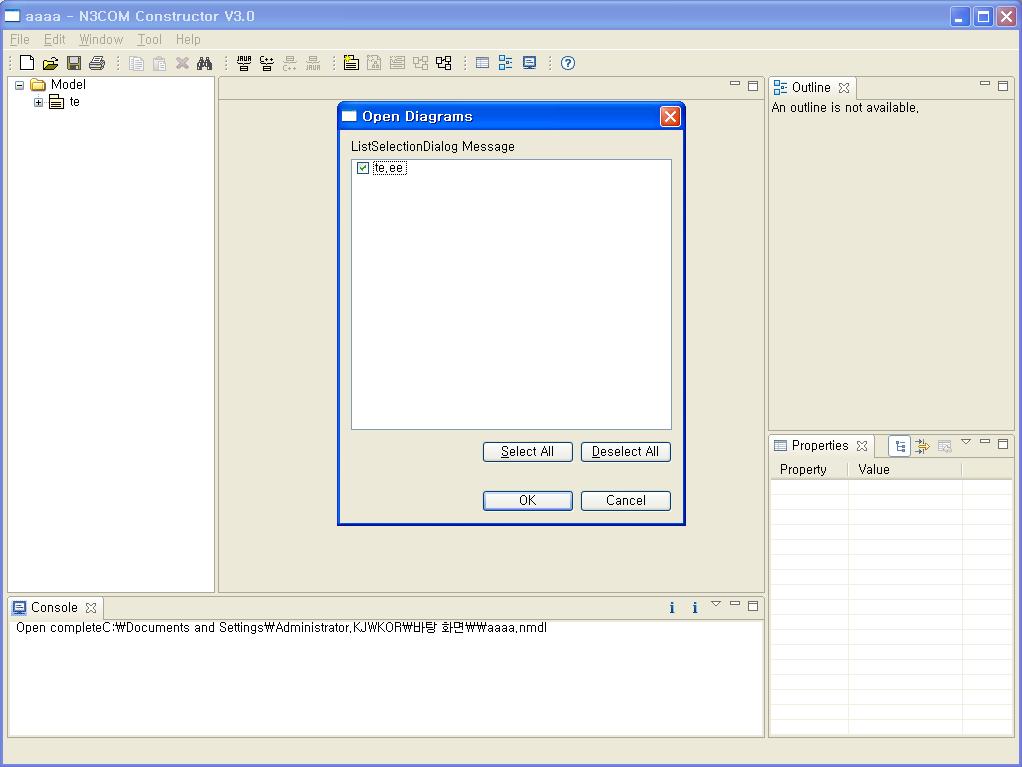 aaaa - N3COM Constructor V3.0
File Edit Window Tool Help
Model
te
Open Diagrams
ListSelectionDialog Message
te.ee
Select All Deselect All
OK Cancel
Outline
An outline is not available.
Properties
Property Value
Console
Open completeC:₩Documents and Settings₩Administrator.KJWKOR₩바탕 화면₩₩aaaa.nmdl